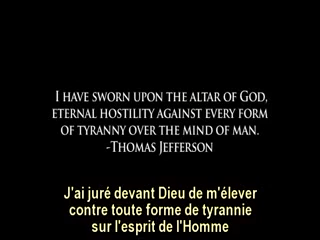 I HAVE SWORN UPON THE ALTAR OF GOD,
ETERNAL HOSTILITY AGAINST EVERY FORM
OF TYRANNY OVER THE MIND OF MAN.
-THOMAS JEFFERSON
J'ai juré devant Dieu de m'élever
contre toute forme de tyrannie
sur l'esprit de l'Homme